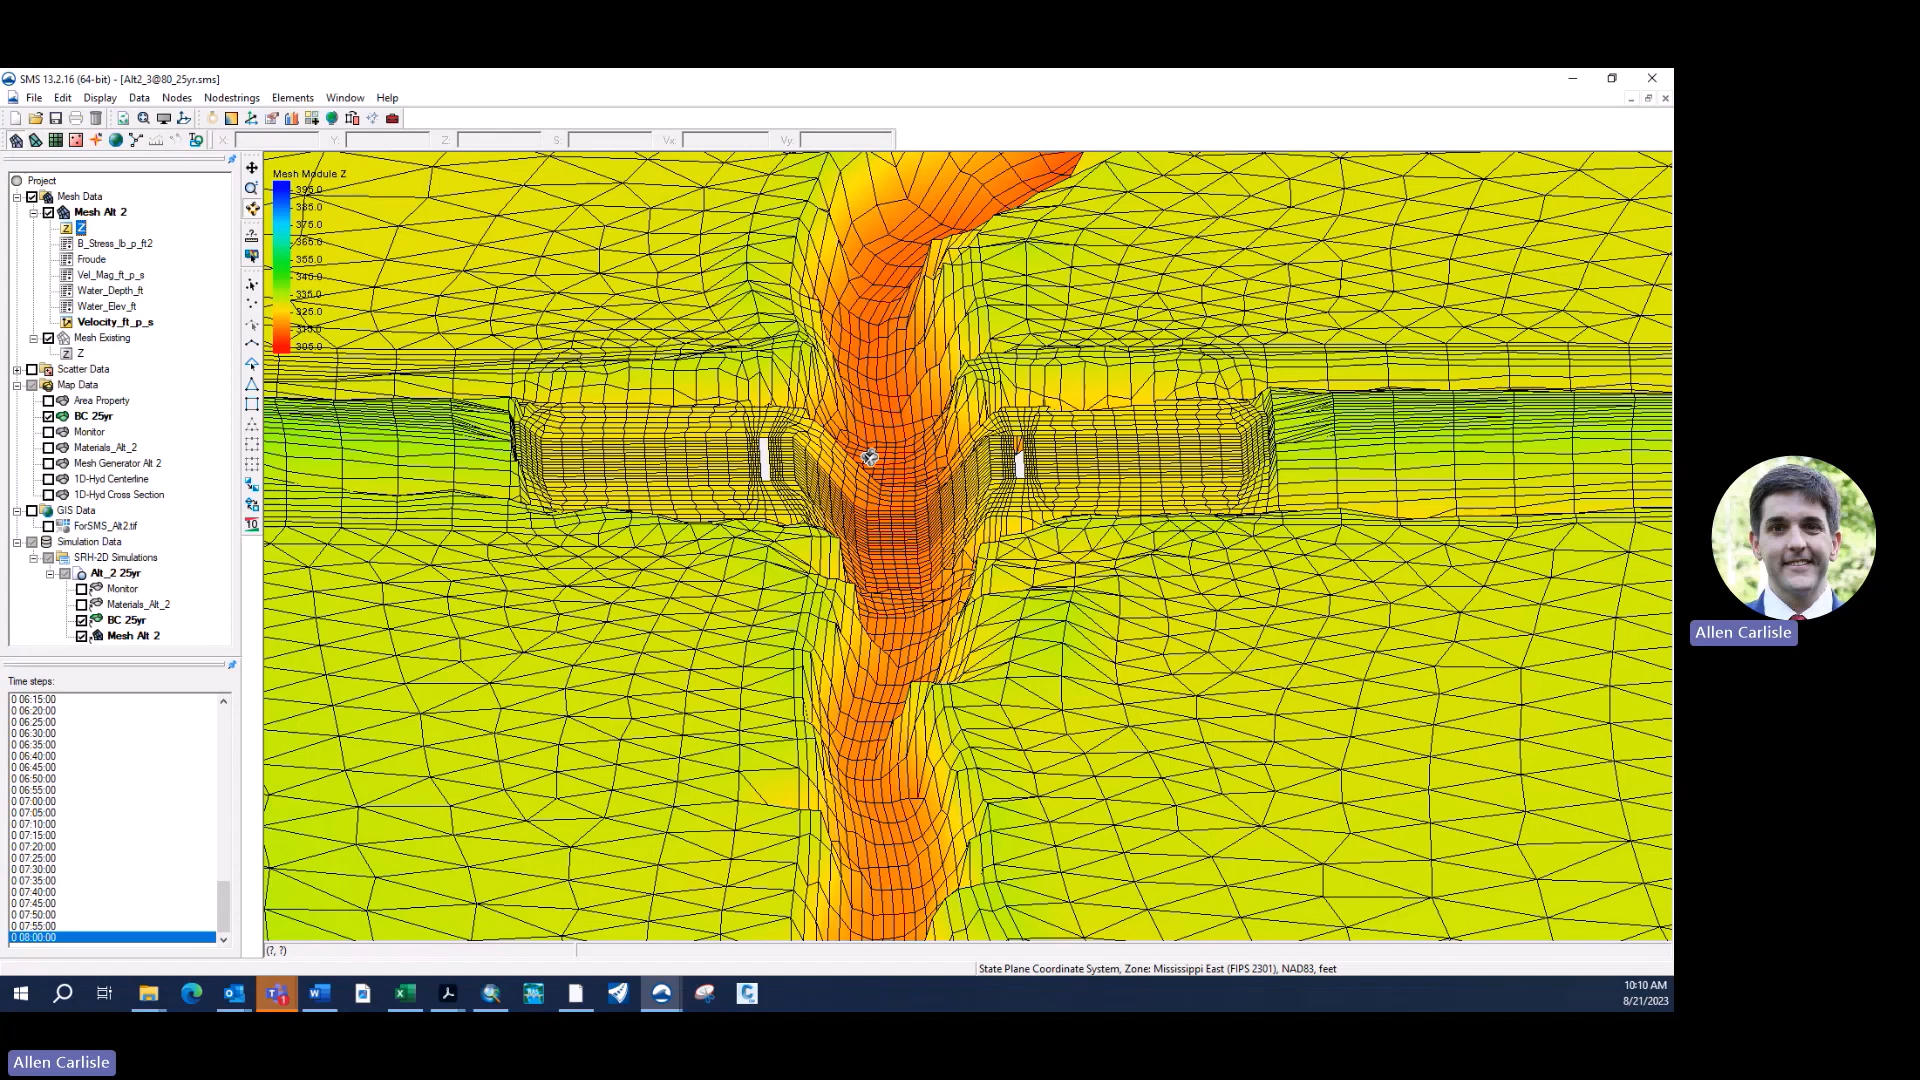 SMS 13.2.16 (64-bit) - [Alt2_3@80_25yr.sms]
File Edit Display Data Nodes Nodestrings Elements Window Help
X: Y: Z: S: Vx: Vy:
Project
Mesh Data
Mesh Alt 2
Z
B_Stress_lb_p_ft2
Froude
Vel_Mag_ft_p_s
Water_Depth_ft
Water_Elev_ft
Velocity_ft_p_s
Mesh Existing
Z
Scatter Data
Map Data
Area Property
BC 25yr
Monitor
Materials_Alt_2
Mesh Generator Alt 2
1D-Hyd Centerline
1D-Hyd Cross Section
GIS Data
ForSMS_Alt2.tif
Simulation Data
SRH-2D Simulations
Alt_2 25yr
Monitor
Materials_Alt_2
BC 25yr
Mesh Alt 2
Time steps:
0 06:15:00
0 06:20:00
0 06:25:00
0 06:30:00
0 06:35:00
0 06:40:00
0 06:45:00
0 06:50:00
0 06:55:00
0 07:00:00
0 07:05:00
0 07:10:00
0 07:15:00
0 07:20:00
0 07:25:00
0 07:30:00
0 07:35:00
0 07:40:00
0 07:45:00
0 07:50:00
0 07:55:00
0 08:00:00
10
Mesh Module Z
395.0
385.0
375.0
365.0
355.0
345.0
335.0
325.0
315.0
305.0
(?, ?)
State Plane Coordinate System, Zone: Mississippi East (FIPS 2301), NAD83, feet
10:10 AM
8/21/2023
Allen Carlisle
Allen Carlisle